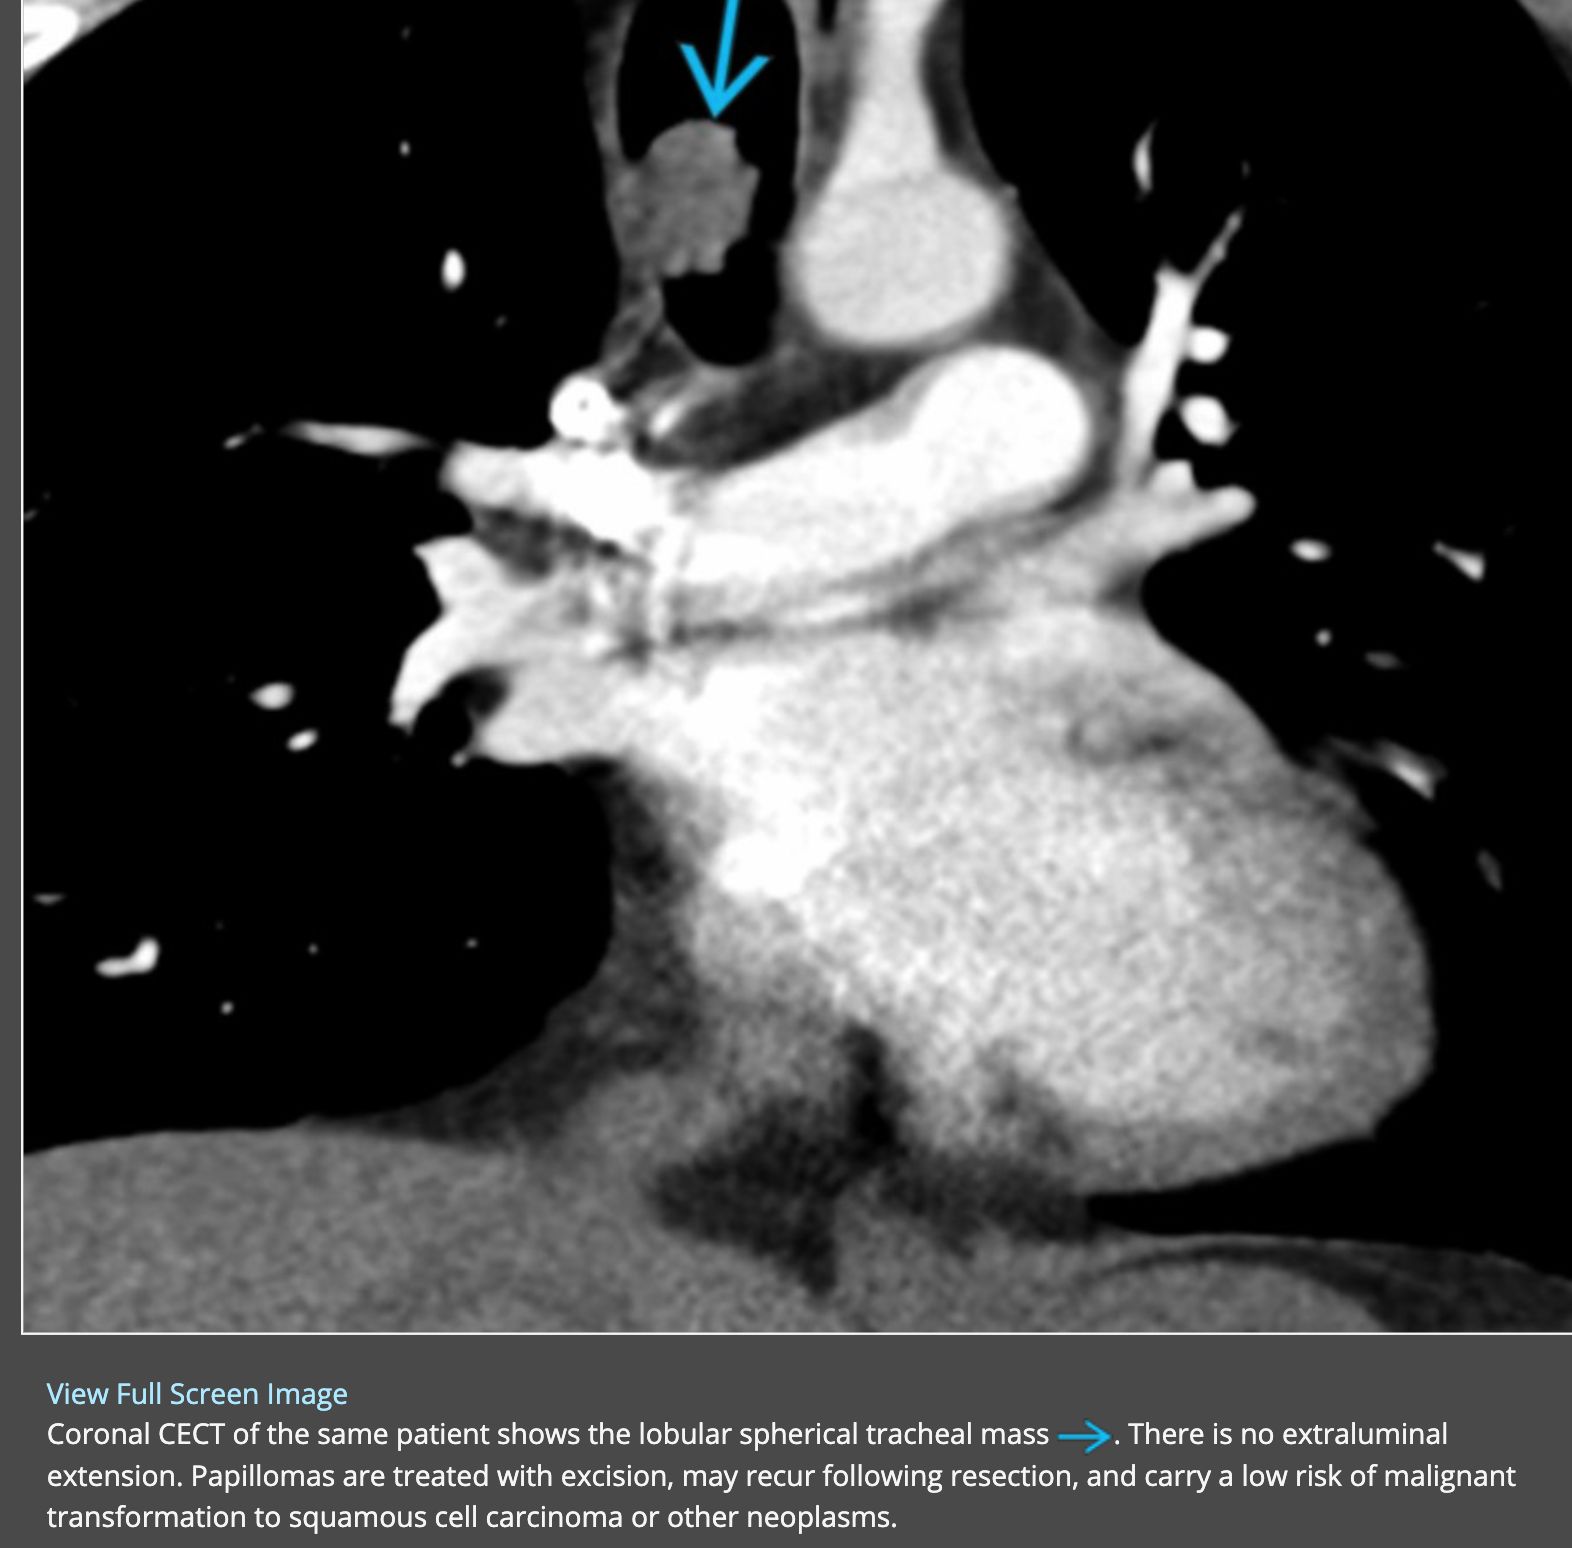 View Full Screen Image
Coronal CECT of the same patient shows the lobular spherical tracheal mass . There is no extraluminal
extension. Papillomas are treated with excision, may recur following resection, and carry a low risk of malignant
transformation to squamous cell carcinoma or other neoplasms.